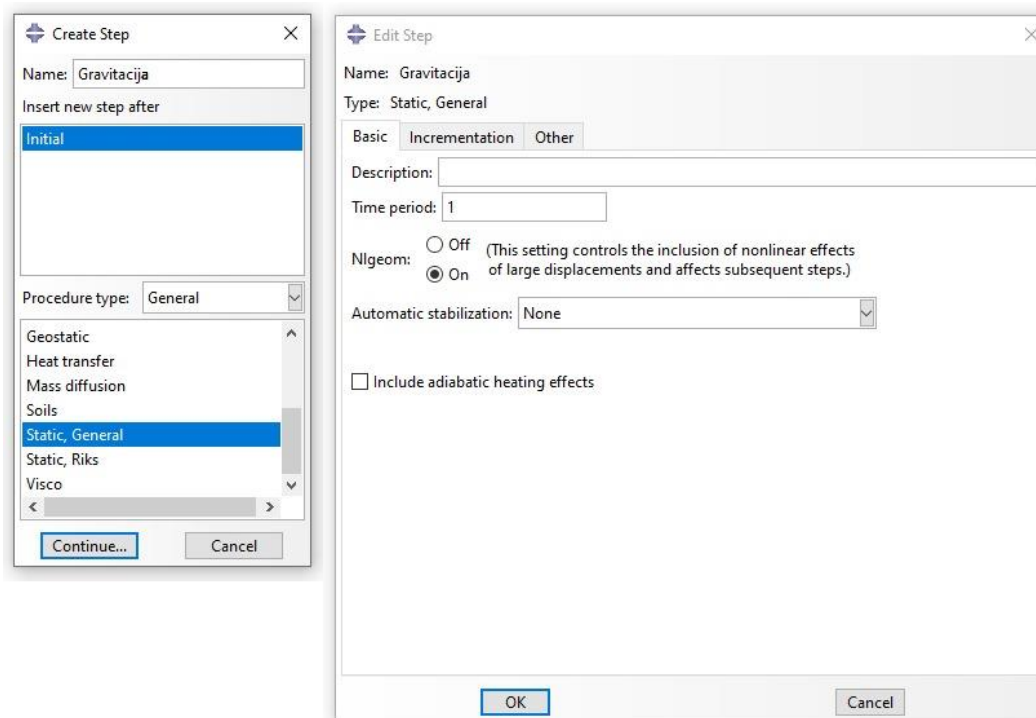 Create Step
Name: Gravitacija
Insert new step after
Initial
Procedure type: General
Geostatic
Heat transfer
Mass diffusion
Soils
Static, General
Static, Riks
Visco
Continue... Cancel
Edit Step
Name: Gravitacija
Type: Static, General
Basic Incrementation Other
Description:
Time period: 1
Nlgeom: Off (This setting controls the inclusion of nonlinear effects
On of large displacements and affects subsequent steps.)
Automatic stabilization: None
Include adiabatic heating effects
OK Cancel